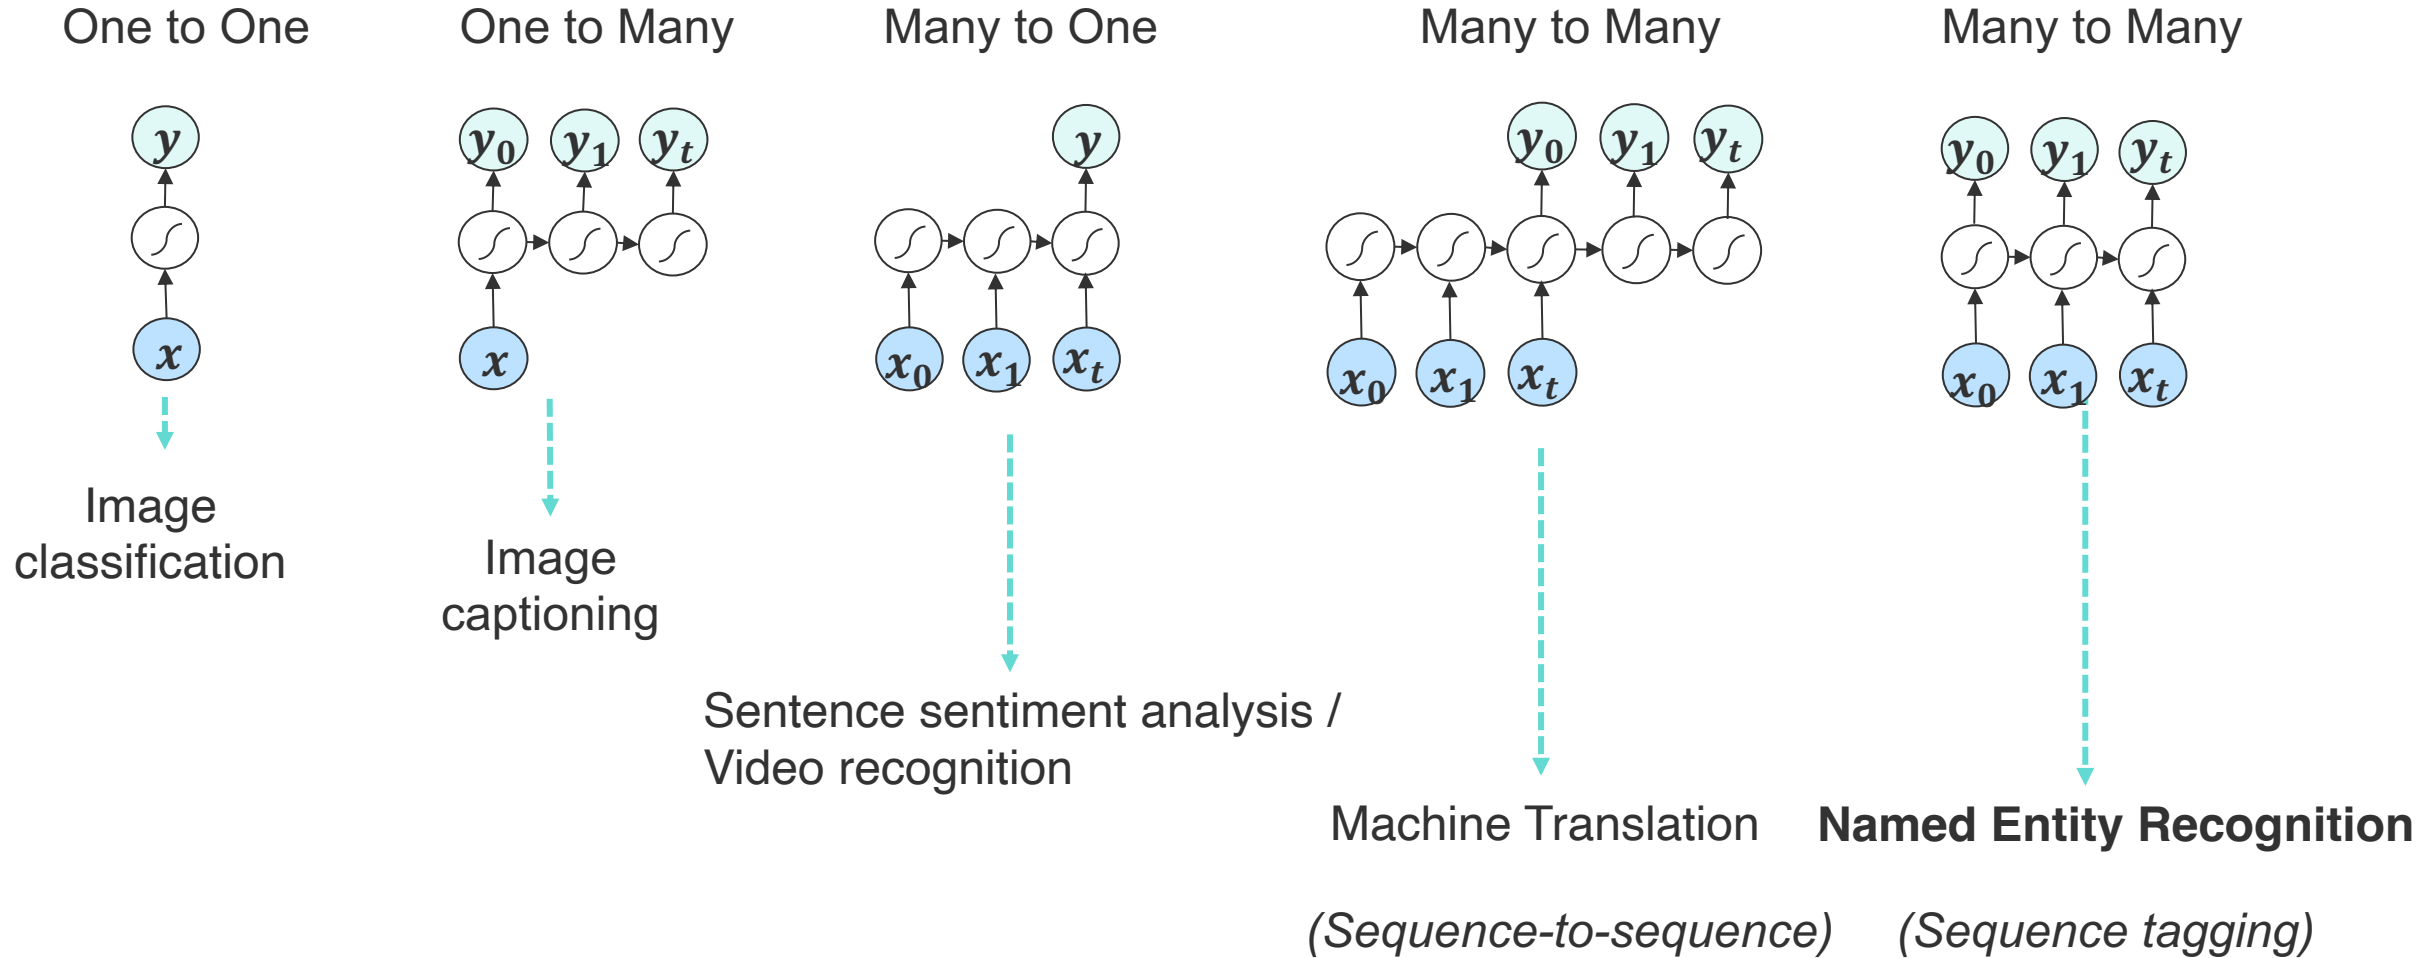 One to One
One to Many
Many to One
Many to Many
Many to Many
y
y₀ y₁ yₜ
y
y₀ y₁ yₜ
y₀ y₁ yₜ
x
x
x₀ x₁ xₜ
x₀ x₁ xₜ
x₀ x₁ xₜ
Image
classification
Image
captioning
Sentence sentiment analysis /
Video recognition
Machine Translation
(Sequence-to-sequence)
Named Entity Recognition
(Sequence tagging)